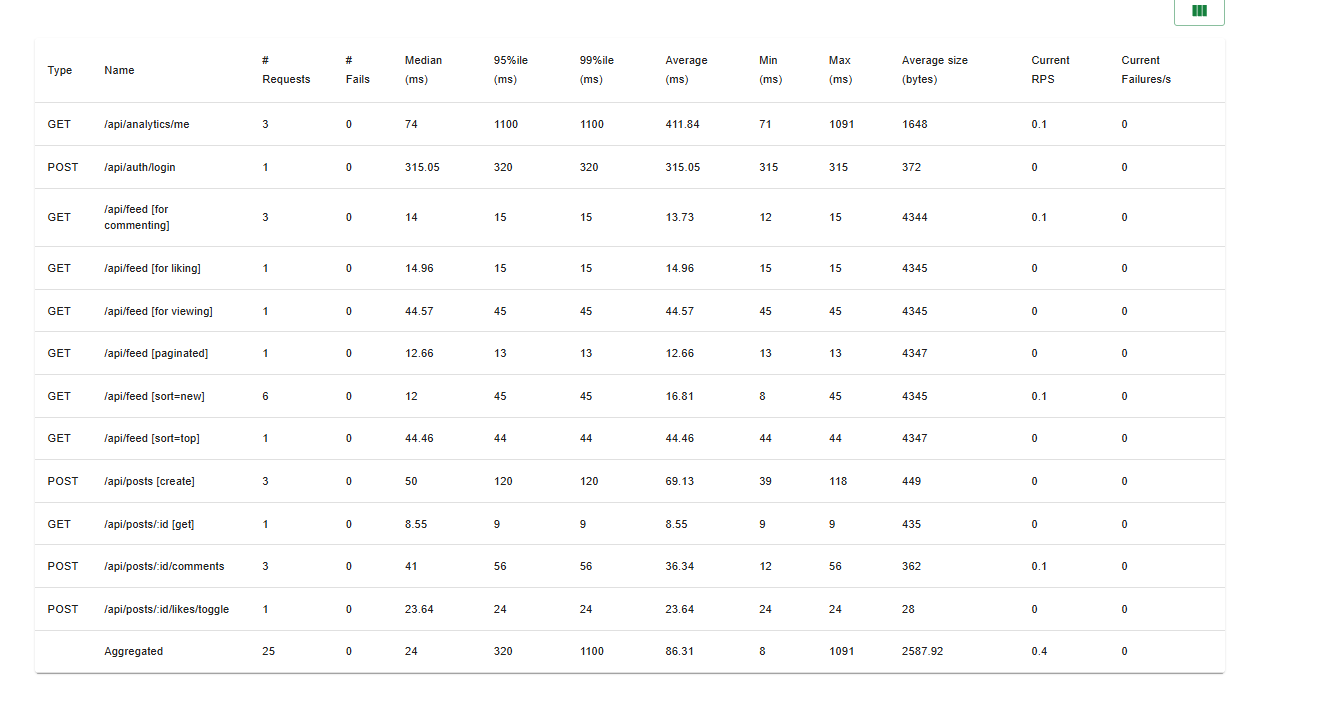 Type Name # Requests # Fails Median (ms) 95%ile (ms) 99%ile (ms) Average (ms) Min (ms) Max (ms) Average size (bytes) Current RPS Current Failures/s
GET /api/analytics/me 3 0 74 1100 1100 411.84 71 1091 1648 0.1 0
POST /api/auth/login 1 0 315.05 320 320 315.05 315 315 372 0 0
GET /api/feed [for commenting] 3 0 14 15 15 13.73 12 15 4344 0.1 0
GET /api/feed [for liking] 1 0 14.96 15 15 14.96 15 15 4345 0 0
GET /api/feed [for viewing] 1 0 44.57 45 45 44.57 45 45 4345 0 0
GET /api/feed [paginated] 1 0 12.66 13 13 12.66 13 13 4347 0 0
GET /api/feed [sort=new] 6 0 12 45 45 16.81 8 45 4345 0.1 0
GET /api/feed [sort=top] 1 0 44.46 44 44 44.46 44 44 4347 0 0
POST /api/posts [create] 3 0 50 120 120 69.13 39 118 449 0 0
GET /api/posts/:id [get] 1 0 8.55 9 9 8.55 9 9 435 0 0
POST /api/posts/:id/comments 3 0 41 56 56 36.34 12 56 362 0.1 0
POST /api/posts/:id/likes/toggle 1 0 23.64 24 24 23.64 24 24 28 0 0
Aggregated 25 0 24 320 1100 86.31 8 1091 2587.92 0.4 0